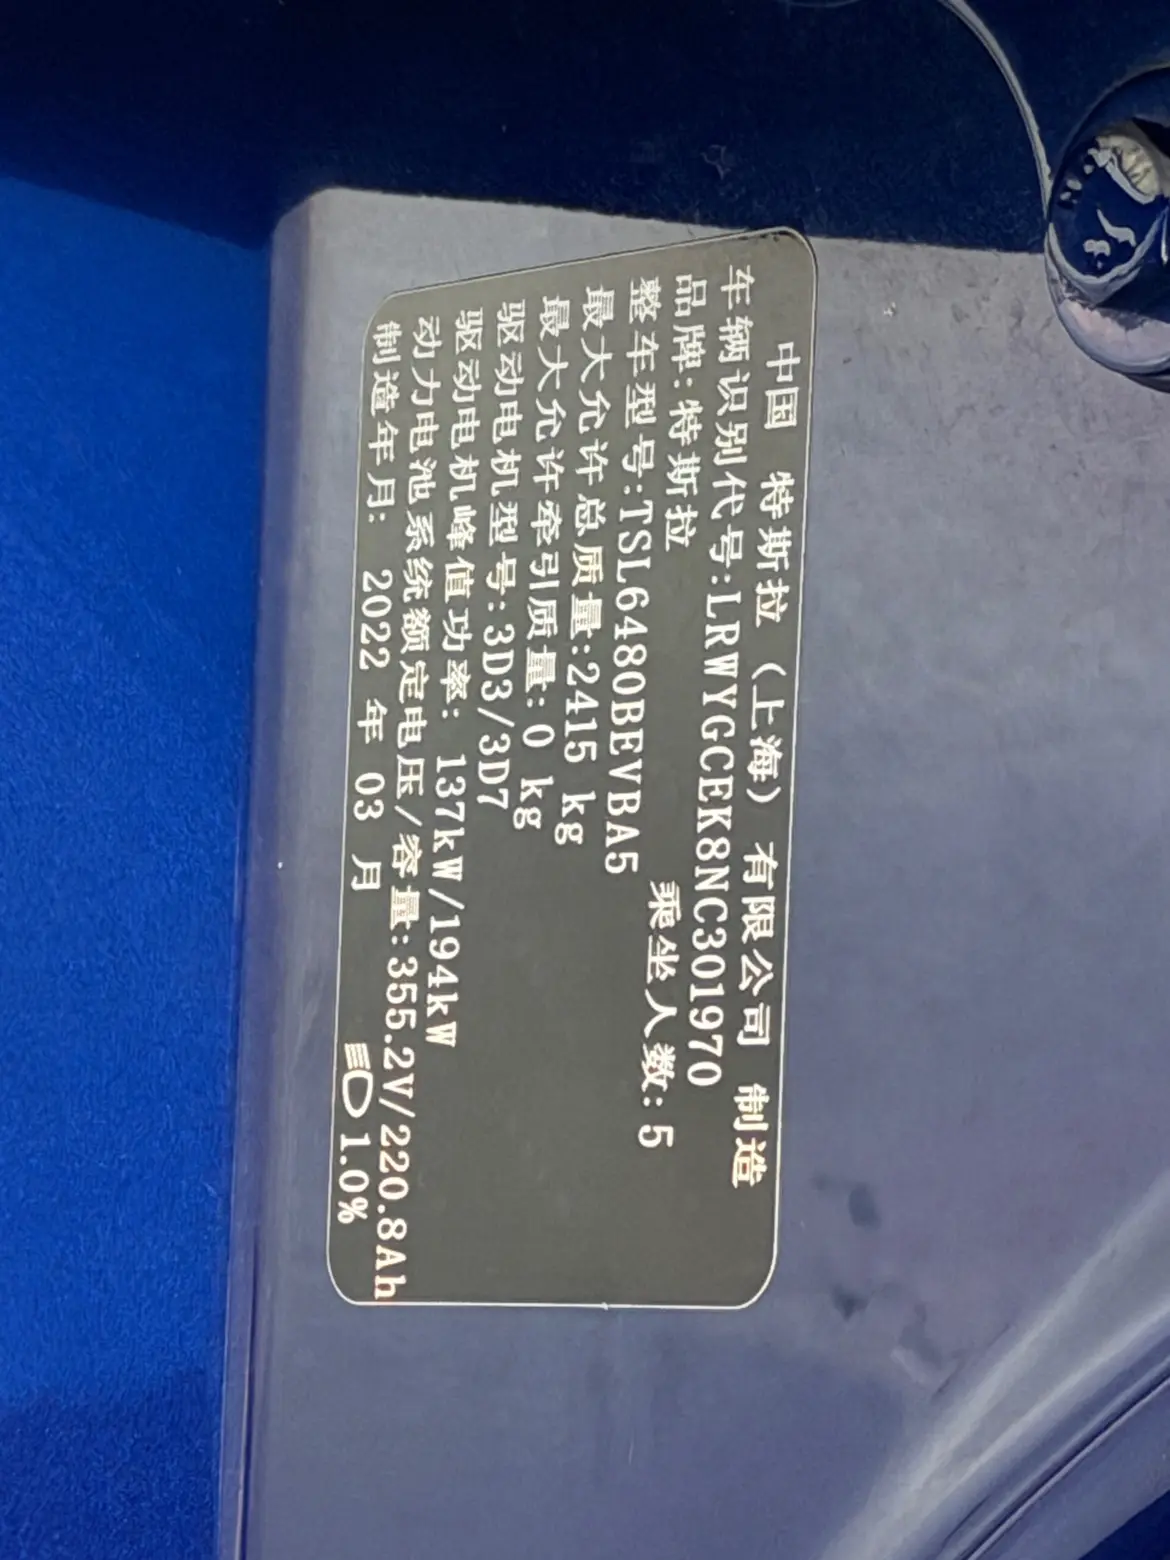 中国 特斯拉（上海）有限公司 制造
车辆识别代号:LRWYGCEK8NC301970
品牌:特斯拉 乘坐人数:5
整车型号:TSL6480BEVBA5
最大允许总质量:2415 kg
最大允许牵引质量:0 kg
驱动电机型号:3D3/3D7
驱动电机峰值功率: 137kW/194kW
动力电池系统额定电压/容量:355.2V/220.8Ah
制造年月: 2022 年 03 月 1.0%